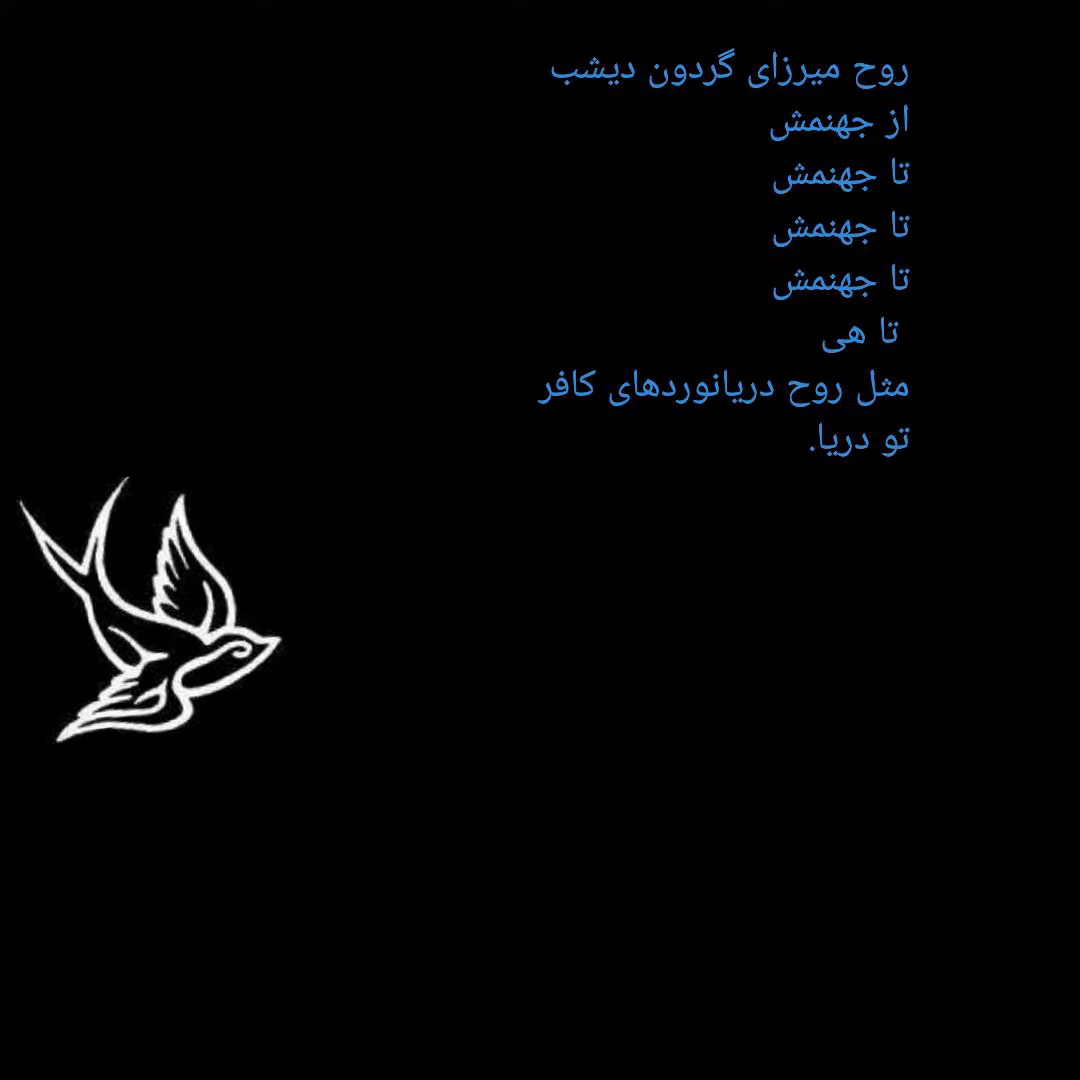 روح میرزای گردون دیشب
از جهنمش
تا جهنمش
تا جهنمش
تا جهنمش
تا هی
مثل روح دریانوردهای کافر
تو دریا.